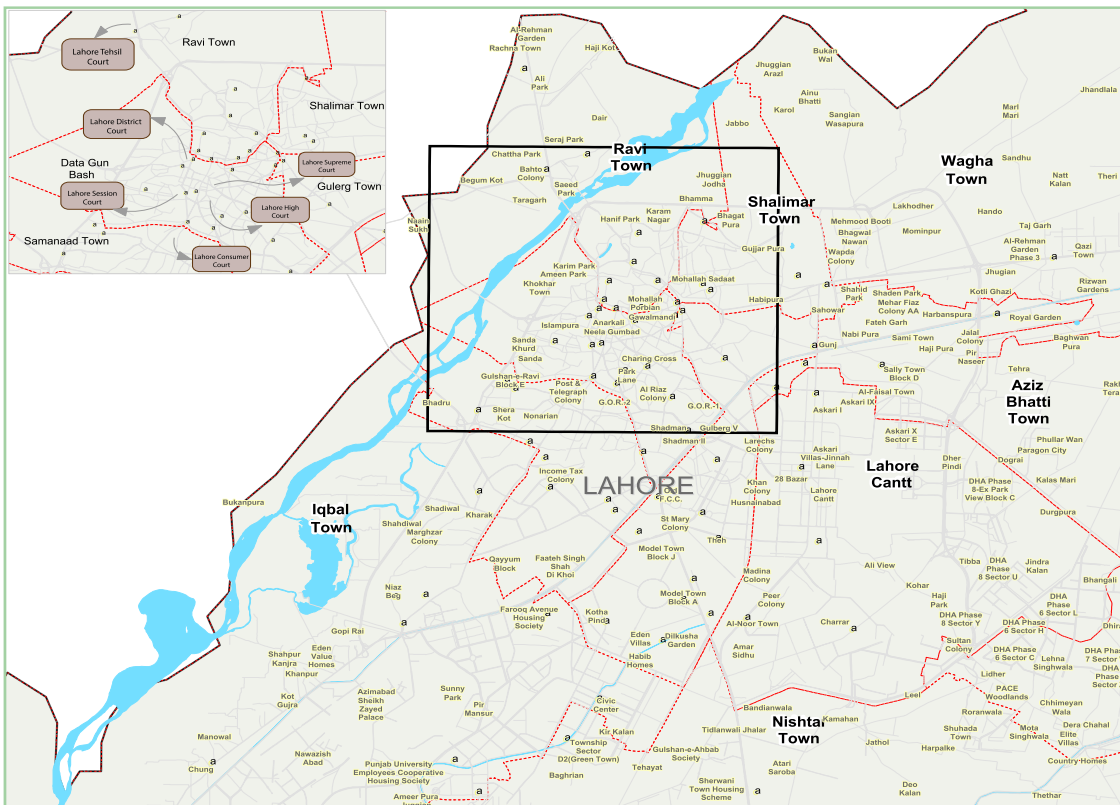 Lahore Tehsil
Court
Ravi Town
Shalimar Town
Lahore District
Court
Lahore Supreme
Court
Data Gun
Bash
Gulerg Town
Lahore Session
Court
Lahore High
Court
Samanaad Town
Lahore Consumer
Court
Al-Rehman
Garden
Rachna Town
Haji Kot
Ali
Park
Bukan
Wal
Jhuggian
Arazl
Ainu
Bhatti
Karol
Sangian
Wasapura
Jhandiala
Marl
Mari
Dair
Jabbo
Seraj Park
Ravi
Town
Chattha Park
Bahto
Colony
Begum Kot
Saeed
Park
Taragarh
Jhuggian
Jodha
Bhamma
Wagha
Town
Sandhu
Natt
Kalan
Theri
Shalimar
Town
Lakhodher
Hando
Naain
Sukh
Hanif Park
Karam
Nagar
Bhagat
Pura
Mehmood Booti
Bhagwal
Nawan
Mominpur
Taj Garh
Gujjar Pura
Wapda
Colony
Al-Rehman
Garden
Phase 3
Qazi
Town
Karim Park
Ameen Park
Khokhar
Town
Mohallah Sadaat
Jhugian
Rizwan
Gardens
Kotli Ghazi
Shahid
Park
Shaden Park
Mehar Fiaz
Colony AA
Habipura
Mohallah
Porbian
Gawalmandi
Sahowar
Harbanspura
Royal Garden
Islampura
Anarkali
Neela Gumbad
Fateh Garh
Nabi Pura
Sami Town
Jalal
Colony
Baghwan
Pura
Sanda
Khurd
Sanda
Charing Cross
Gunj
Haji Pura
Pir
Naseer
Park
Lane
Gulshan-e-Ravi
Block E
Post &
Telegraph
Colony
Al Riaz
Colony
Sally Town
Block D
Tehra
Al-Faisal Town
Askari IX
Askari I
Aziz
Bhatti
Town
Bhadru
Shera
Kot
Nonarian
G.O.R.-2
G.O.R.-1
Shadman
Gulberg V
Shadman II
Larechs
Colony
Askari X
Sector E
Phullar Wan
Paragon City
Askari
Villas-Jinnah
Lane
Dher
Pindi
Dograi
Lahore
Cantt
Income Tax
Colony
LAHORE
F.C.C.
28 Bazar
Khan
Colony
Husnainabad
Lahore
Cantt
DHA Phase
8-Ex Park
View Block C
Kalas Mari
Durgpura
Bukanpura
Iqbal
Town
Shadiwal
Kharak
Shahdiwal
Marghzar
Colony
St Mary
Colony
Theh
Model Town
Block J
Qayyum
Block
Faateh Singh
Shah
Di Khoi
Madina
Colony
Ali View
Tibba
DHA
Phase
8 Sector U
Jindra
Kalan
Bhangali
Kohar
Niaz
Beg
Model Town
Block A
Peer
Colony
Haji
Park
DHA
Phase
6 Sector L
Farooq Avenue
Housing
Society
Kotha
Pind
Al-Noor Town
Charrar
DHA Phase
8 Sector Y
DHA Phase
6 Sector H
Gopi Rai
Eden
Villas
Dilkusha
Garden
Amar
Sidhu
Sultan
Colony
Habib
Homes
DHA Phase
6 Sector C
Lehna
Singhwala
Shahpur
Kanjra
Khanpur
Eden
Value
Homes
Lidher
Kot
Gujra
Azimabad
Sheikh
Zayed
Palace
Sunny
Park
Pir
Mansur
Civic
Center
Leel
PACE
Woodlands
Bandianwala
Kamahan
Roranwala
Chhimeyan
Wala
Manowal
Nishtar
Town
Kir Kalan
Tidlanwali Jhalar
Shuhada
Town
Mota
Singhwala
Dera Chahal
Elite
Villas
Township
Sector
D2(Green Town)
Gulshan-e-Ahbab
Society
Jathol
Harpalke
Nawazish
Abad
Chung
Punjab University
Employees Cooperative
Housing Society
Tehayat
Atari
Saroba
Country Homes
Baghrian
Sherwani
Town Housing
Scheme
Deo
Kalan
Ameer Pura
Thethar